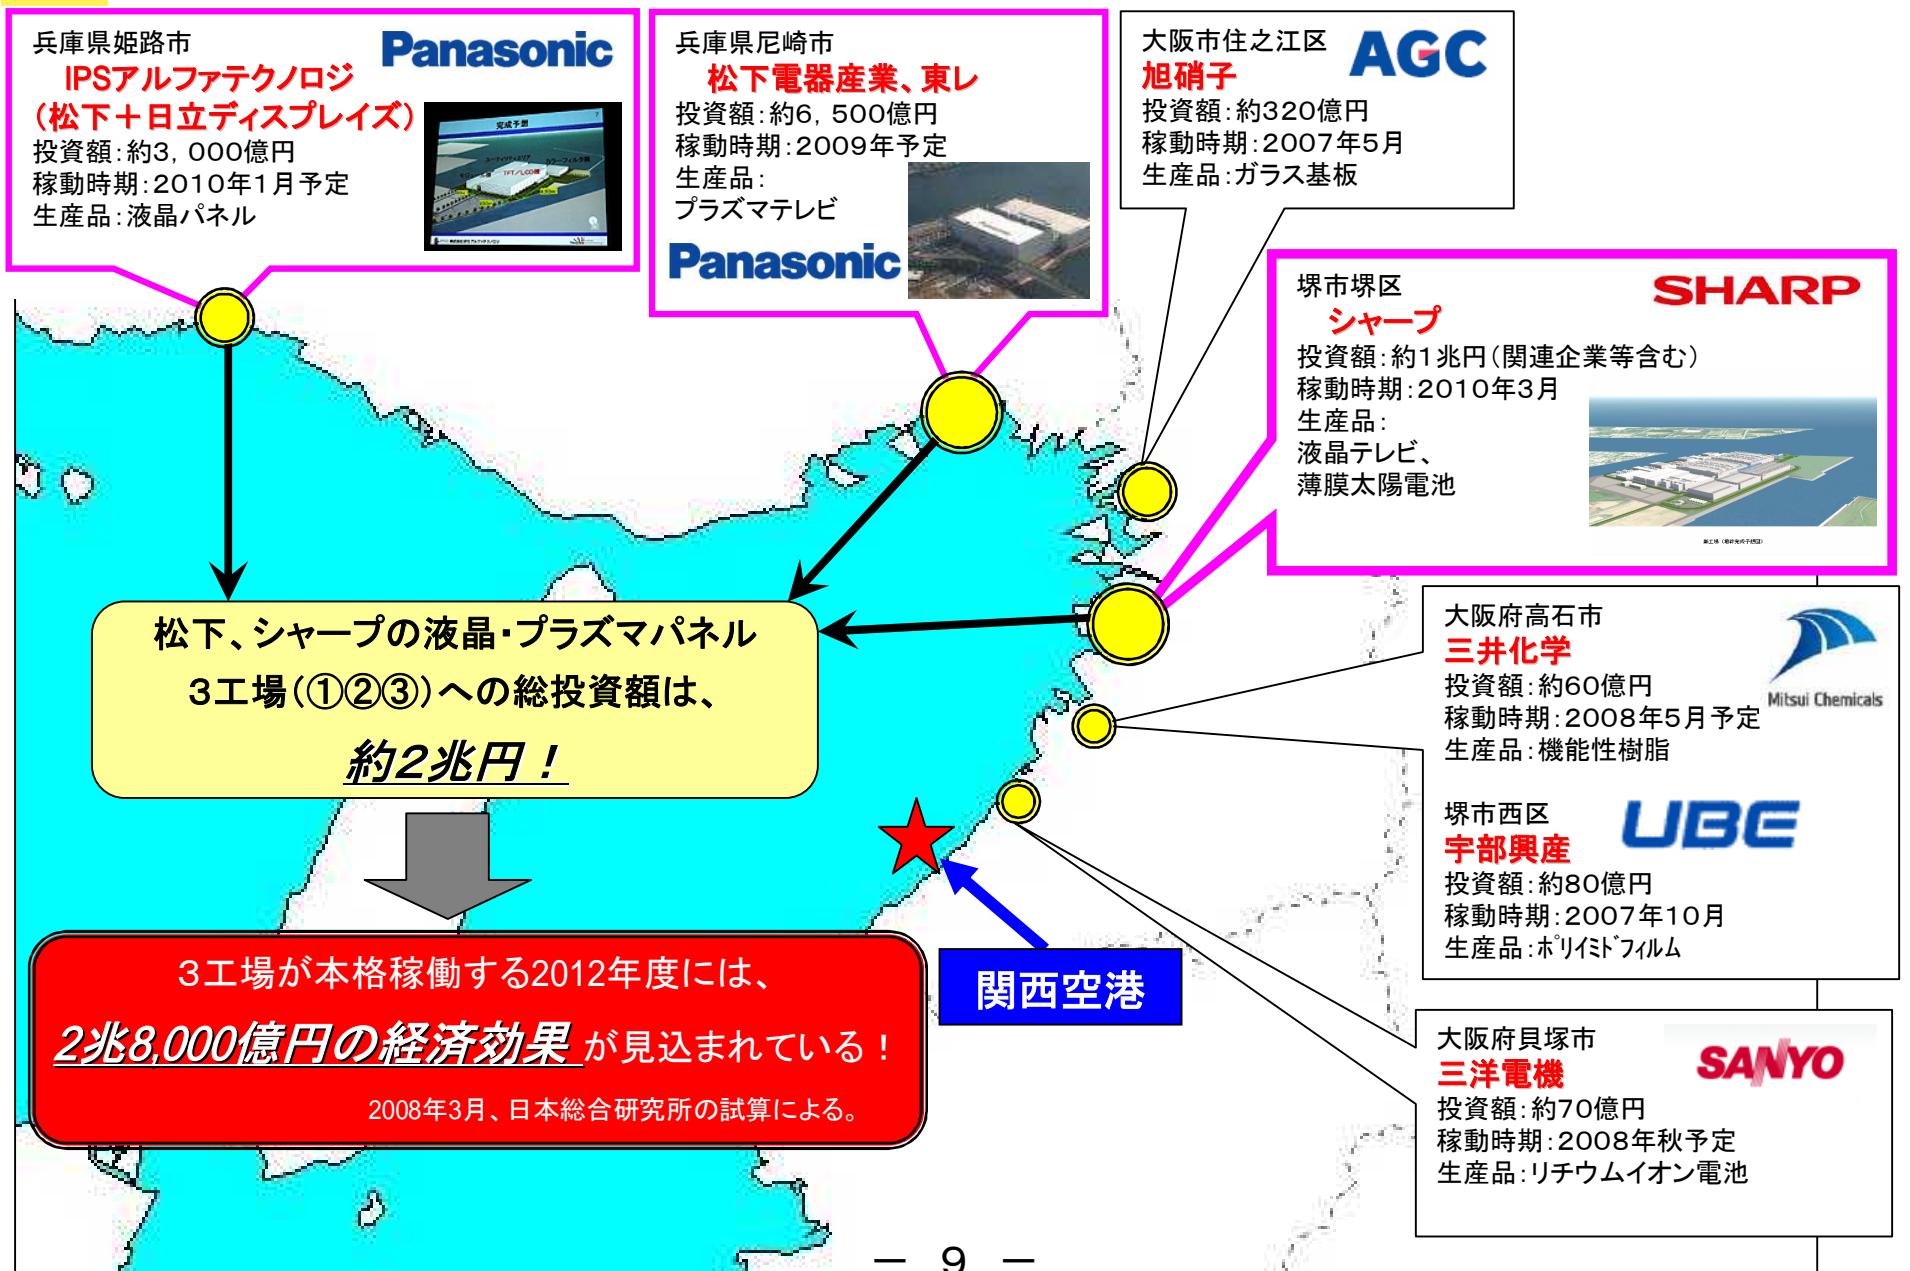 兵庫県姫路市
Panasonic
IPSアルファテクノロジ
(松下＋日立ディスプレイズ)
投資額：約3，000億円
稼動時期：2010年1月予定
生産品：液晶パネル
完成予想
7
TFT／LCD棟
兵庫県尼崎市
松下電器産業、東レ
投資額：約6，500億円
稼動時期：2009年予定
生産品：
プラズマテレビ
Panasonic
大阪市住之江区
AGC
旭硝子
投資額：約320億円
稼動時期：2007年5月
生産品：ガラス基板
堺市堺区
SHARP
シャープ
投資額：約1兆円（関連企業等含む）
稼動時期：2010年3月
生産品：
液晶テレビ、
薄膜太陽電池
松下、シャープの液晶・プラズマパネル
3工場（①②③）への総投資額は、
約2兆円！
大阪府高石市
三井化学
投資額：約60億円
Mitsui Chemicals
稼動時期：2008年5月予定
生産品：機能性樹脂
堺市西区
UBE
宇部興産
投資額：約80億円
稼動時期：2007年10月
生産品：ﾎﾟﾘｲﾐﾄﾞﾌｨﾙﾑ
3工場が本格稼働する2012年度には、
2兆8,000億円の経済効果 が見込まれている！
2008年3月、日本総合研究所の試算による。
関西空港
大阪府貝塚市
SANYO
三洋電機
投資額：約70億円
稼動時期：2008年秋予定
生産品：リチウムイオン電池
－ 9 －